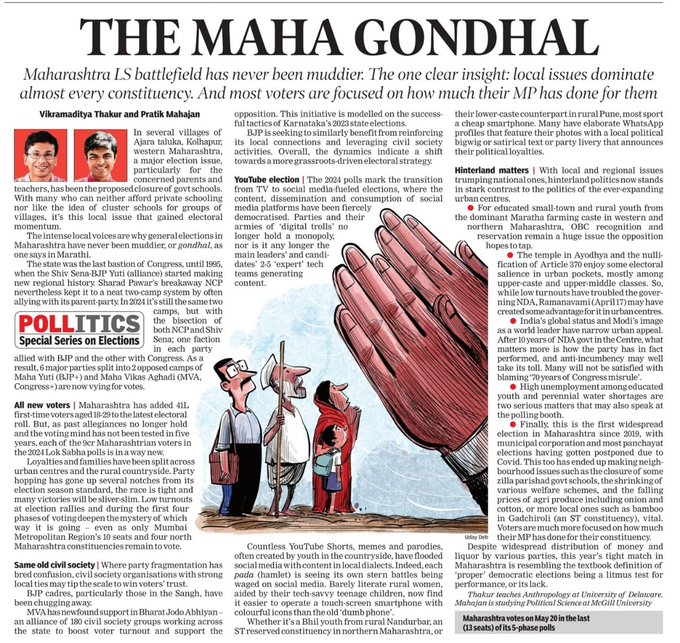 THE MAHA GONDHAL
Maharashtra LS battlefield has never been muddier. The one clear insight: local issues dominate
almost every constituency. And most voters are focused on how much their MP has done for them
Vikramaditya Thakur and Pratik Mahajan
In several villages of
Ajara taluka, Kolhapur,
western Maharashtra,
a major election issue,
particularly for the
concerned parents and
teachers, has been the proposed closure of govt schools.
With many who can neither afford private schooling
nor like the idea of cluster schools for groups of
villages, it's this local issue that gained electoral
momentum.
The intense local voices are why general elections in
Maharashtra have never been muddier, or gondhal, as
one says in Marathi.
The state was the last bastion of Congress, until 1995,
when the Shiv Sena-BJP Yuti (alliance) started making
new regional history. Sharad Pawar's breakaway NCP
nevertheless kept it to a neat two-camp system by often
allying with its parent-party. In 2024 it's still the same two
camps, but with
the bisection of
both NCP and Shiv
Sena; one faction
in each party
POLLITICS
Special Series on Elections
allied with BJP and the other with Congress. As a
result, 6 major parties split into 2 opposed camps of
Maha Yuti (BJP+) and Maha Vikas Aghadi (MVA,
Congress+) are now vying for votes.
All new voters | Maharashtra has added 41L
first-time voters aged 18-29 to the latest electoral
roll. But, as past allegiances no longer hold
and the voting mind has not been tested in five
years, each of the 9cr Maharashtrian voters in
the 2024 Lok Sabha polls is in a way new.
Loyalties and families have been split across
urban centres and the rural countryside. Party
hopping has gone up several notches from its
election season standard, the race is tight and
many victories will be sliver-slim. Low turnouts
at election rallies and during the first four
phases of voting deepen the mystery of which
way it is going – even as only Mumbai
Metropolitan Region's 10 seats and four north
Maharashtra constituencies remain to vote.
Same old civil society | Where party fragmentation has
bred confusion, civil society organisations with strong
local ties may tip the scale to win voters' trust.
BJP cadres, particularly those in the Sangh, have
been chugging away.
MVA has newfound support in Bharat Jodo Abhiyan –
an alliance of 180 civil society groups working across
the state to boost voter turnout and support the
opposition. This initiative is modelled on the success-
ful tactics of Karnataka's 2023 state elections.
BJP is seeking to similarly benefit from reinforcing
its local connections and leveraging civil society
activities. Overall, the dynamics indicate a shift
towards a more grassroots-driven electoral strategy.
YouTube election | The 2024 polls mark the transition
from TV to social media-fueled elections, where the
content, dissemination and consumption of social
media platforms have been fiercely
democratised. Parties and their
armies of 'digital trolls' no
longer hold a monopoly,
nor is it any longer the
main leaders' and candi-
dates' 2-5 'expert' tech
teams generating
content.
Uday Deb
Countless YouTube Shorts, memes and parodies,
often created by youth in the countryside, have flooded
social media with content in local dialects. Indeed, each
pada (hamlet) is seeing its own stern battles being
waged on social media. Barely literate rural women,
aided by their tech-savvy teenage children, now find
it easier to operate a touch-screen smartphone with
colourful icons than the old 'dumb phone'.
Whether it's a Bhil youth from rural Nandurbar, an
ST reserved constituency in northern Maharashtra, or
their lower-caste counterpart in rural Pune, most sport
a cheap smartphone. Many have elaborate WhatsApp
profiles that feature their photos with a local political
bigwig or satirical text or party livery that announces
their political loyalties.
Hinterland matters | With local and regional issues
trumping national ones, hinterland politics now stands
in stark contrast to the politics of the ever-expanding
urban centres.
● For educated small-town and rural youth from
the dominant Maratha farming caste in western and
northern Maharashtra, OBC recognition and
reservation remain a huge issue the opposition
hopes to tap.
● The temple in Ayodhya and the nulli-
fication of Article 370 enjoy some electoral
salience in urban pockets, mostly among
upper-caste and upper-middle classes. So,
while low turnouts have troubled the gover-
ning NDA, Ramanavami (April 17) may have
created some advantage for it in urban centres.
● India's global status and Modi's image
as a world leader have narrow urban appeal.
After 10 years of NDA govt in the Centre, what
matters more is how the party has in fact
performed, and anti-incumbency may well
take its toll. Many will not be satisfied with
blaming '70 years of Congress misrule'.
● High unemployment among educated
youth and perennial water shortages are
two serious matters that may also speak at
the polling booth.
● Finally, this is the first widespread
election in Maharashtra since 2019, with
municipal corporation and most panchayat
elections having gotten postponed due to
Covid. This too has ended up making neigh-
bourhood issues such as the closure of some
zilla parishad govt schools, the shrinking of
various welfare schemes, and the falling
prices of agri produce including onion and
cotton, or more local ones such as bamboo
in Gadchiroli (an ST constituency), vital.
Voters are much more focused on how much
their MP has done for their constituency.
Despite widespread distribution of money and
liquor by various parties, this year's tight match in
Maharashtra is resembling the textbook definition of
'proper' democratic elections being a litmus test for
performance, or its lack.
Thakur teaches Anthropology at University of Delaware.
Mahajan is studying Political Science at McGill University
Maharashtra votes on May 20 in the last
(13 seats) of its 5-phase polls